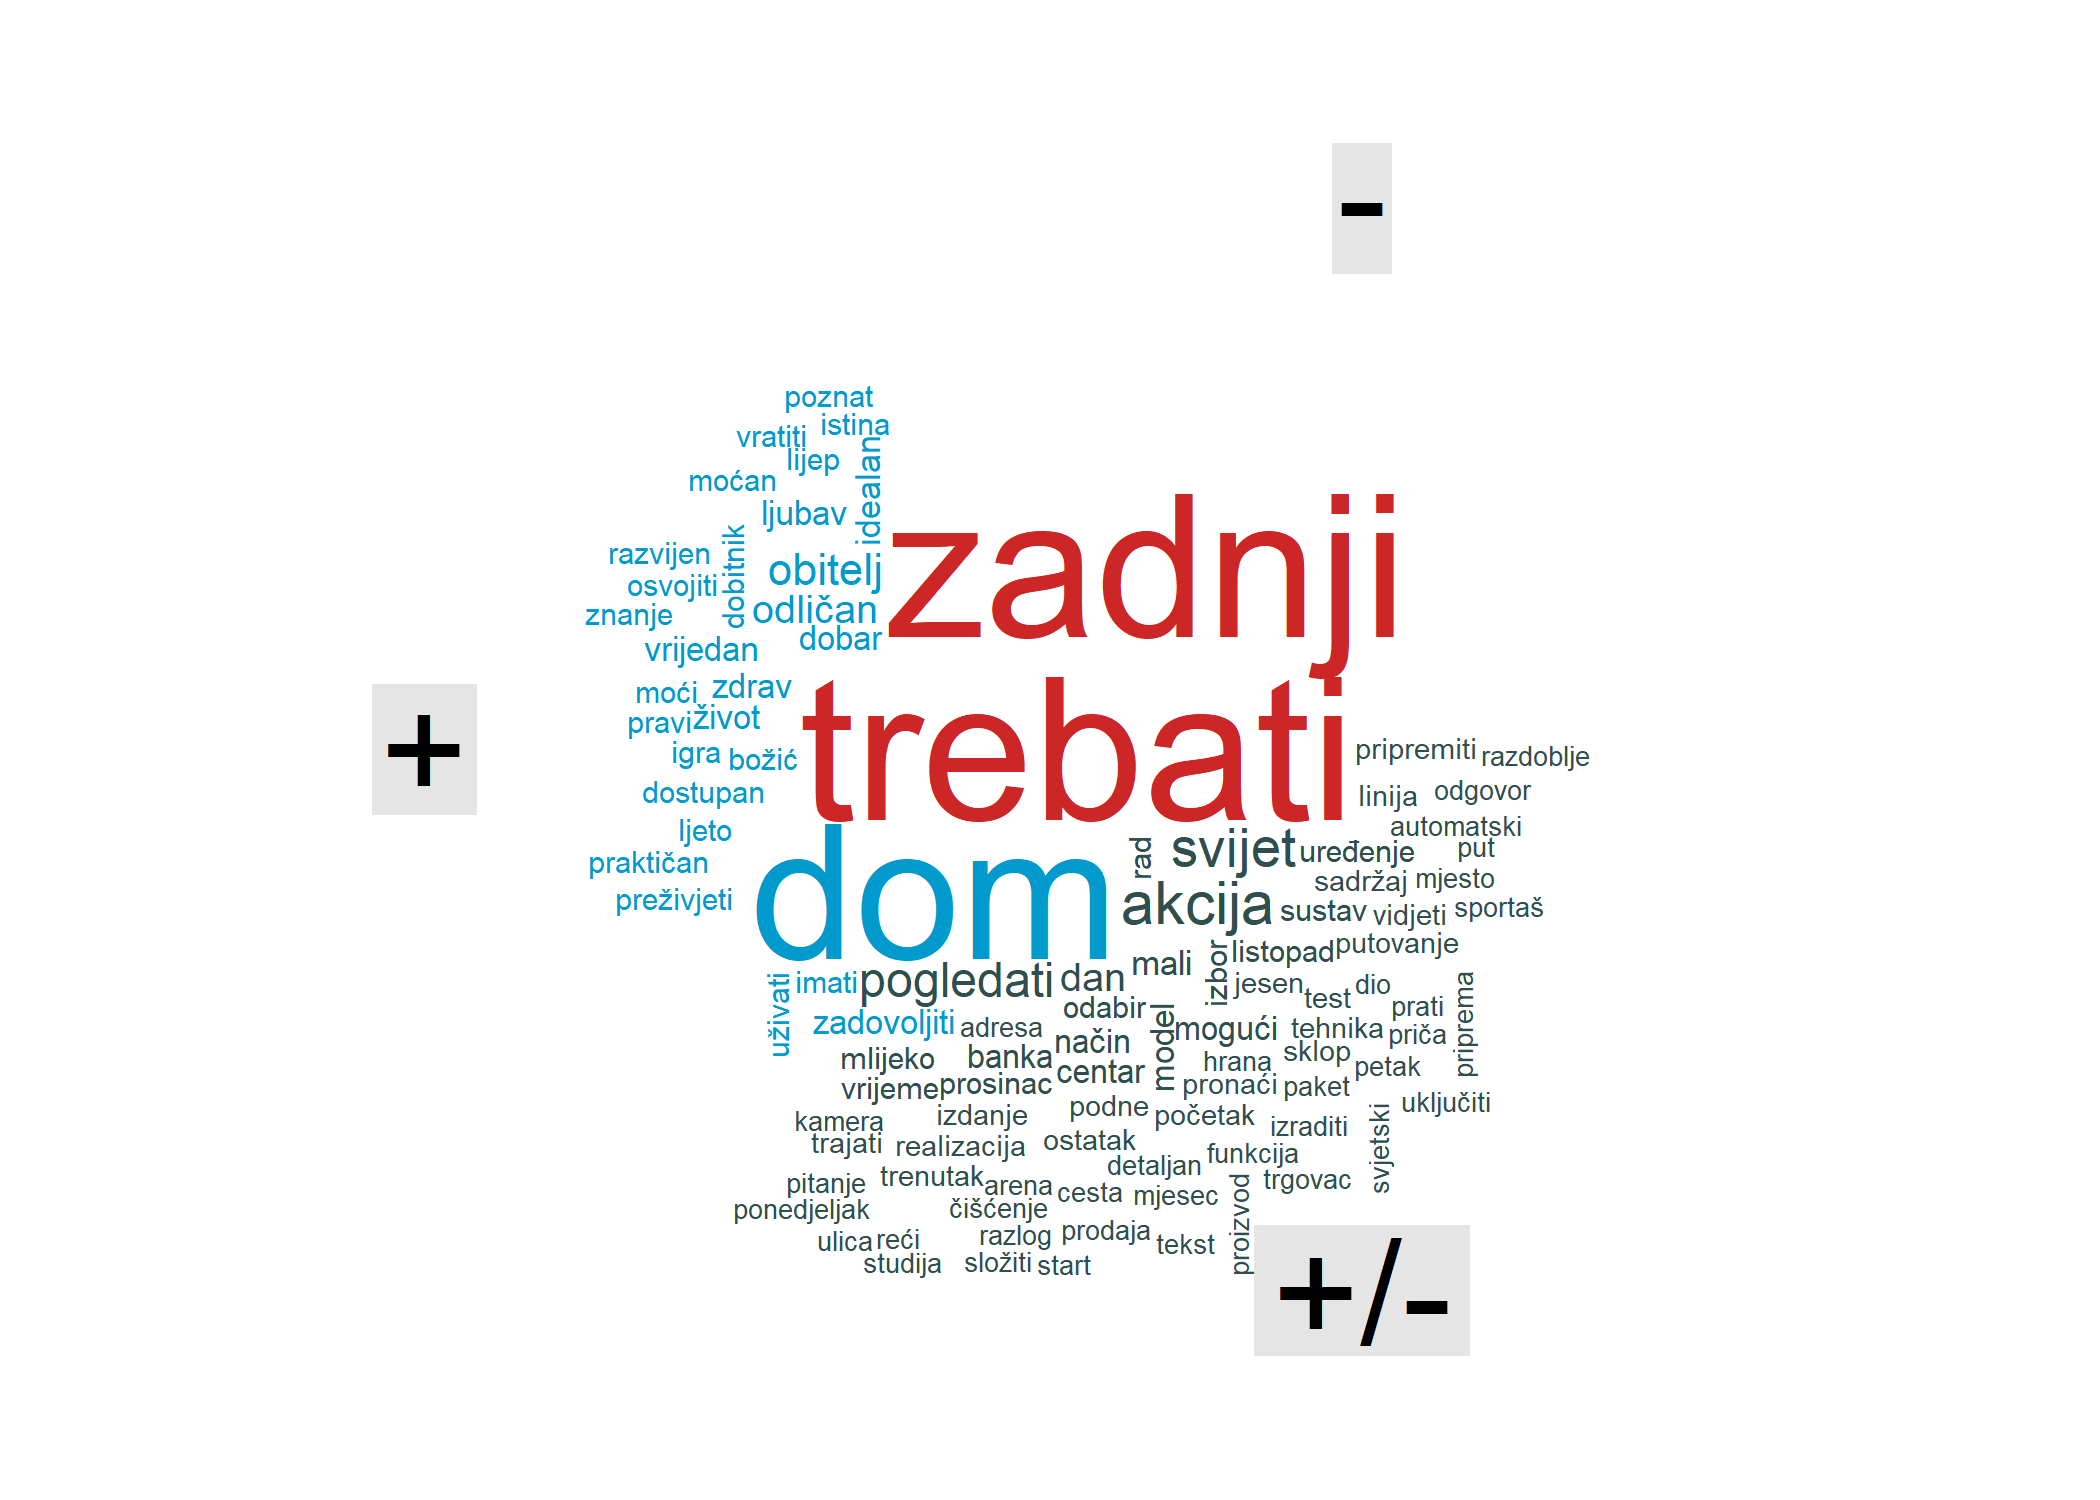 -
poznat
istina
vratiti
lijep
idealan
moćan
ljubav
zadnji
razvijen
dobitnik
obitelj
osvojiti
odličan
znanje
dobar
vrijedan
+
moći
zdrav
pravi
život
trebati
igra
božić
pripremiti
razdoblje
dostupan
linija
odgovor
ljeto
automatski
dom
rad
svijet
uređenje
put
praktičan
sadržaj
mjesto
preživjeti
akcija
sustav
vidjeti
sportaš
putovanje
listopad
izbor
mali
uživati
imati
pogledati
dan
jesen
test
dio
priprema
odabir
prati
zadovoljiti
adresa
način
model
mogući
tehnika
priča
mlijeko
banka
hrana
sklop
petak
vrijeme
prosinac
centar
pronaći
paket
uključiti
kamera
izdanje
podne
početak
izraditi
svjetski
trajati
realizacija
ostatak
funkcija
detaljan
pitanje
trenutak
arena
cesta
mjesec
trgovac
ponedjeljak
čišćenje
proizvod
ulica
reći
razlog
prodaja
tekst
studija
složiti
start
+/-